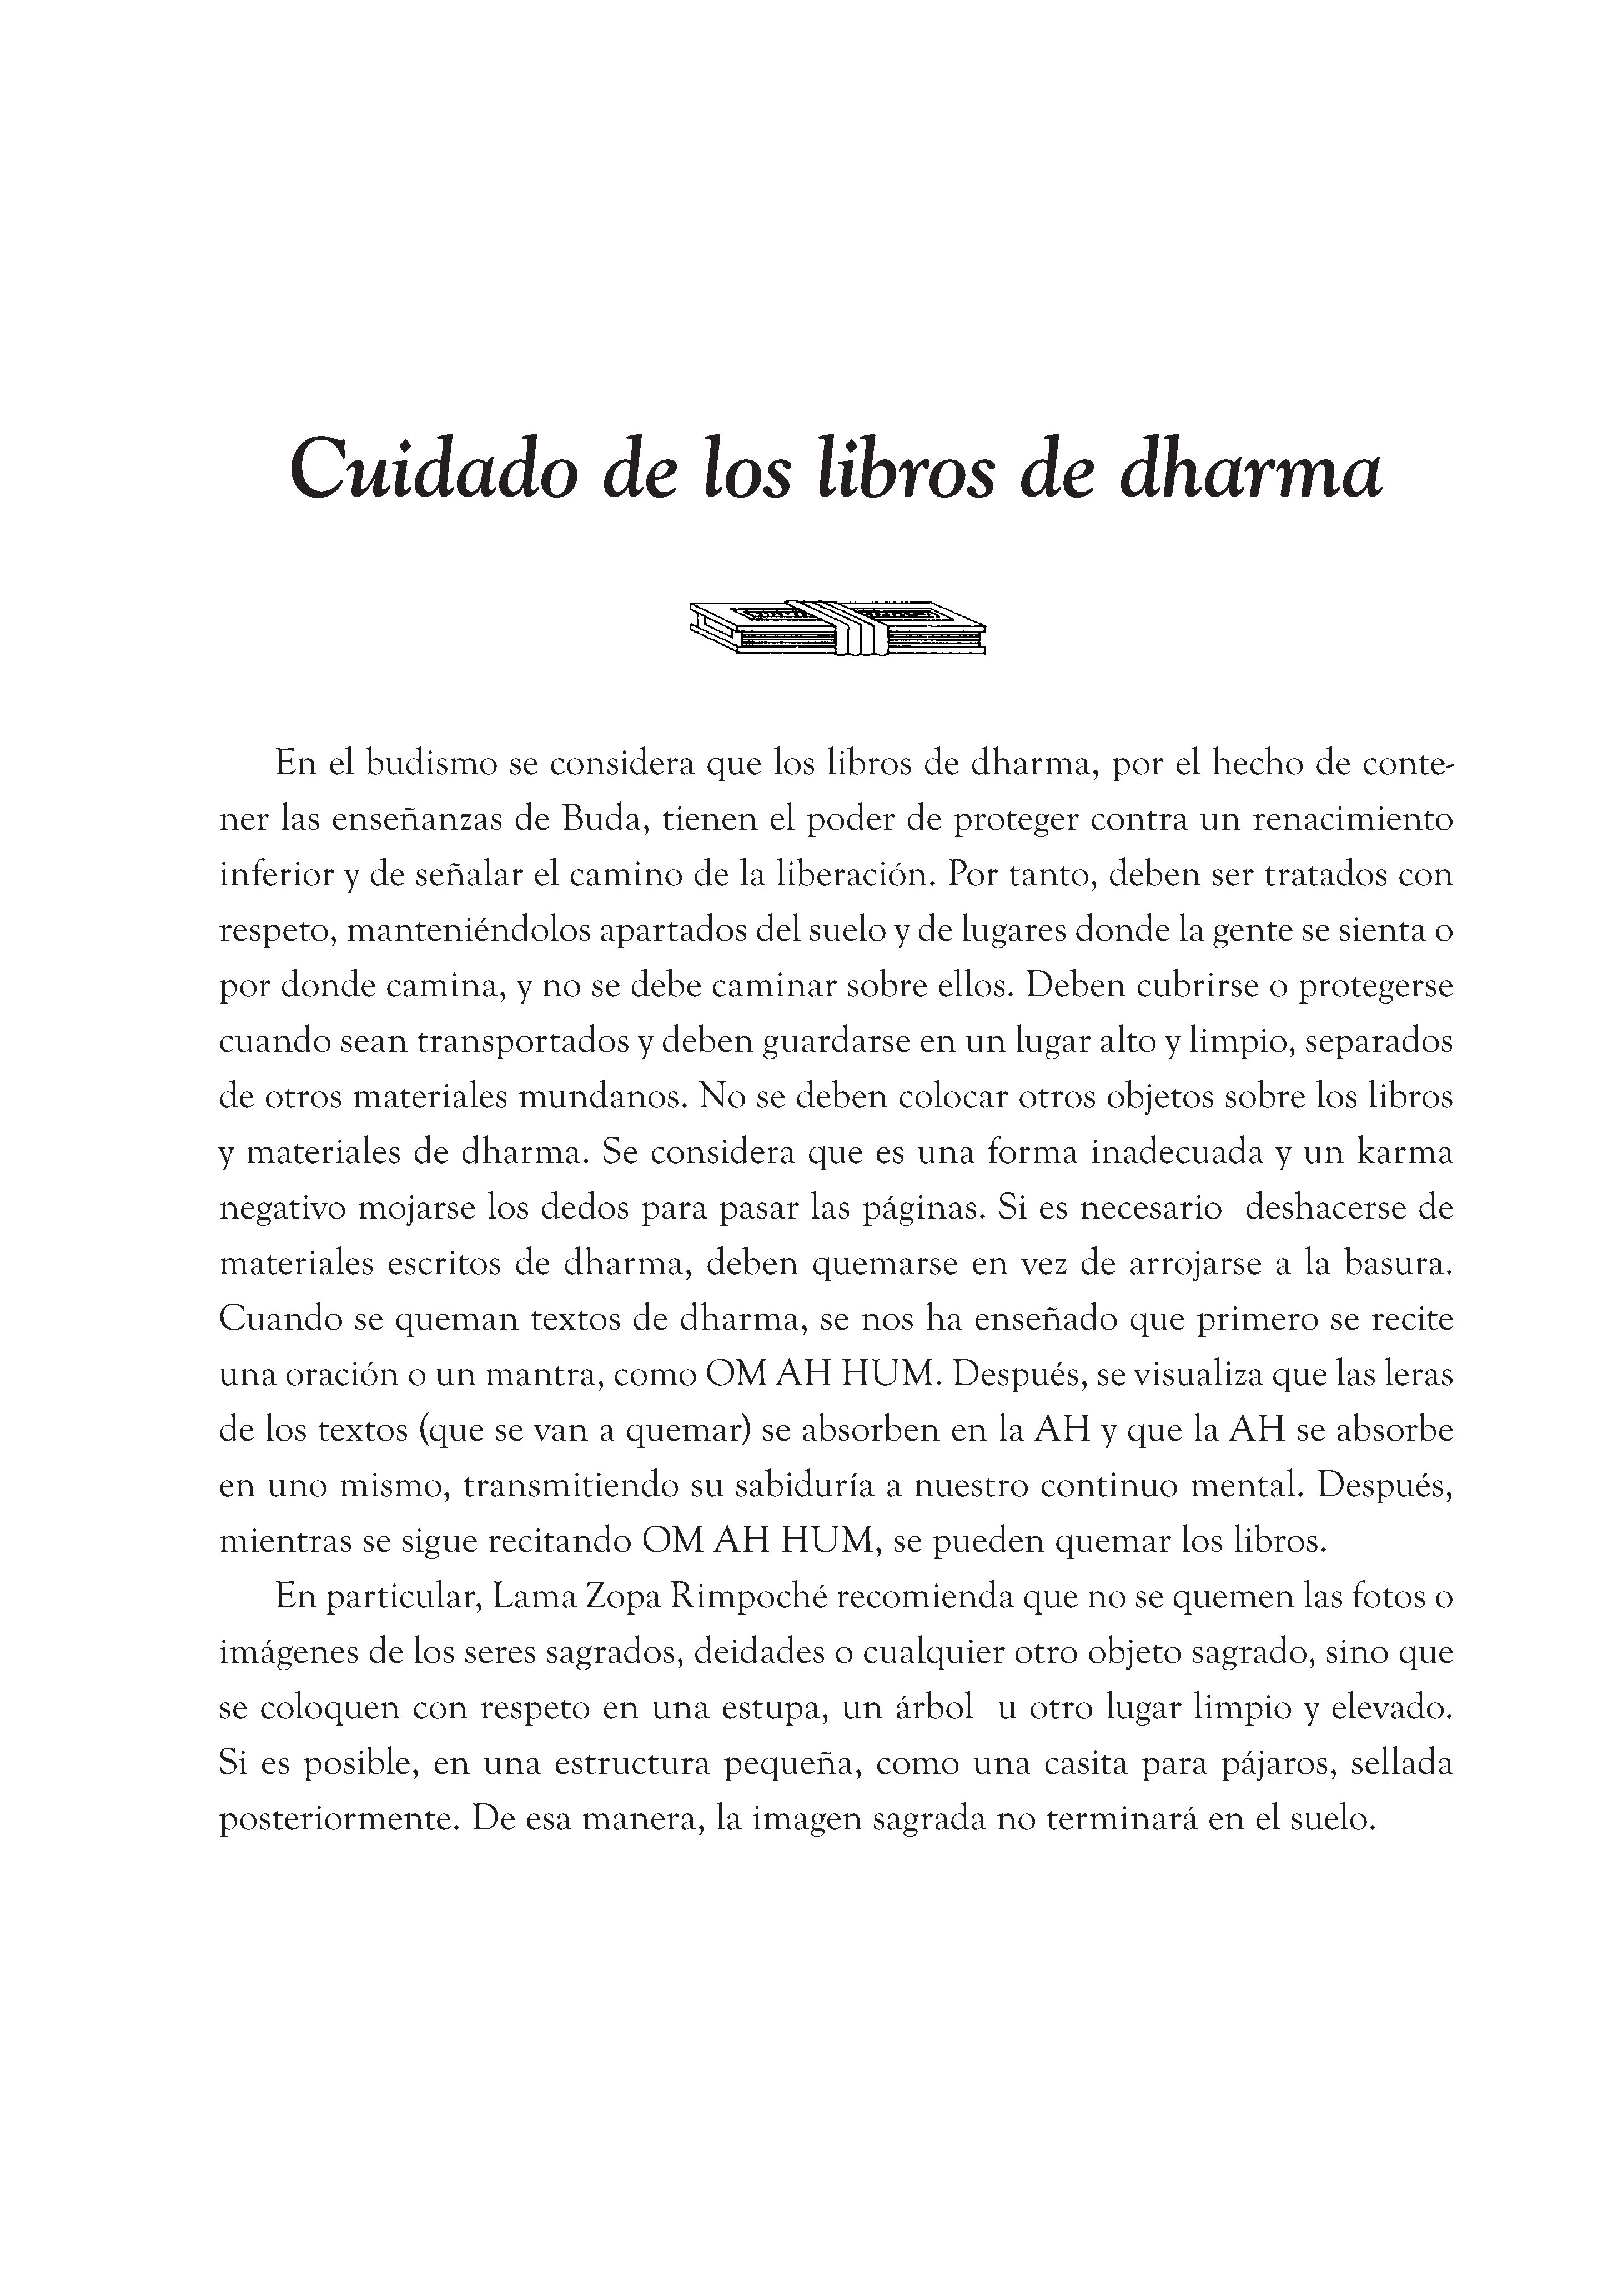 Cuidado de los libros de dharma
En el budismo se considera que los libros de dharma, por el hecho de conte-
ner las enseñanzas de Buda, tienen el poder de proteger contra un renacimiento
inferior y de señalar el camino de la liberación. Por tanto, deben ser tratados con
respeto, manteniéndolos apartados del suelo y de lugares donde la gente se sienta o
por donde camina, y no se debe caminar sobre ellos. Deben cubrirse o protegerse
cuando sean transportados y deben guardarse en un lugar alto y limpio, separados
de otros materiales mundanos. No se deben colocar otros objetos sobre los libros
y materiales de dharma. Se considera que es una forma inadecuada y un karma
negativo mojarse los dedos para pasar las páginas. Si es necesario  deshacerse de
materiales escritos de dharma, deben quemarse en vez de arrojarse a la basura.
Cuando se queman textos de dharma, se nos ha enseñado que primero se recite
una oración o un mantra, como OM AH HUM. Después, se visualiza que las leras
de los textos (que se van a quemar) se absorben en la AH y que la AH se absorbe
en uno mismo, transmitiendo su sabiduría a nuestro continuo mental. Después,
mientras se sigue recitando OM AH HUM, se pueden quemar los libros.
En particular, Lama Zopa Rimpoché recomienda que no se quemen las fotos o
imágenes de los seres sagrados, deidades o cualquier otro objeto sagrado, sino que
se coloquen con respeto en una estupa, un árbol  u otro lugar limpio y elevado.
Si es posible, en una estructura pequeña, como una casita para pájaros, sellada
posteriormente. De esa manera, la imagen sagrada no terminará en el suelo.